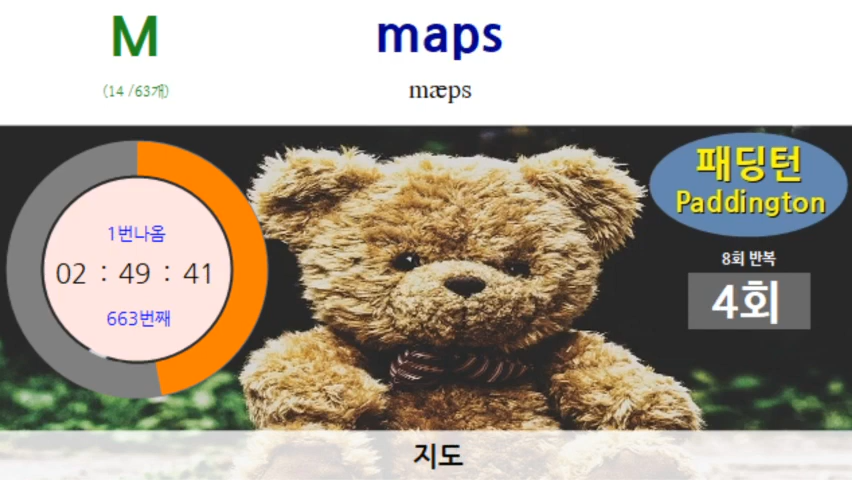 M
(14 /63개)
maps
mæps
1번나옴
02 : 49 : 41
663번째
패딩턴
Paddington
8회 반복
4회
지도